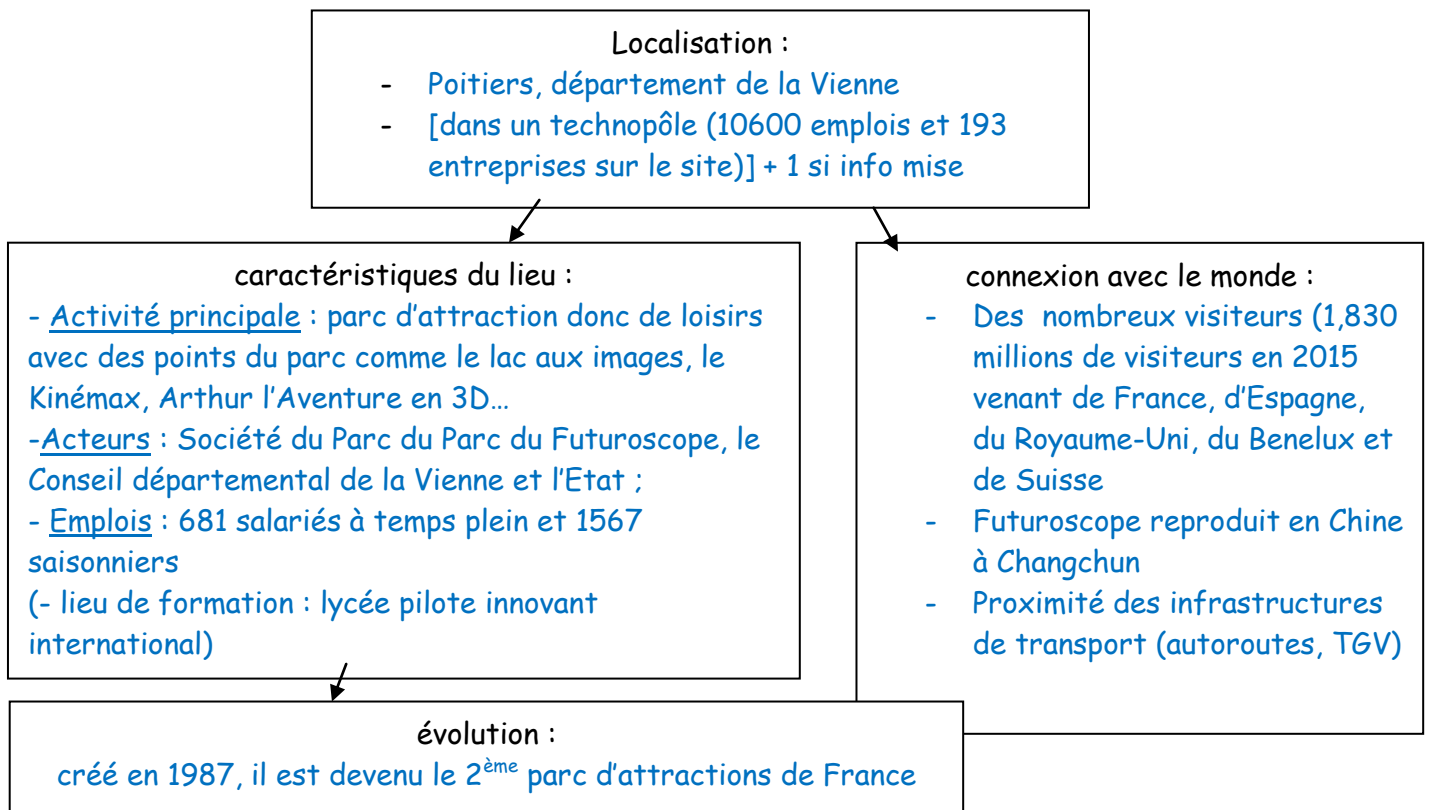 Localisation :
- Poitiers, département de la Vienne
- [dans un technopôle (10600 emplois et 193
entreprises sur le site)] + 1 si info mise
caractéristiques du lieu :
- Activité principale : parc d'attraction donc de loisirs
avec des points du parc comme le lac aux images, le
Kinémax, Arthur l'Aventure en 3D…
-Acteurs : Société du Parc du Parc du Futuroscope, le
Conseil départemental de la Vienne et l'Etat ;
- Emplois : 681 salariés à temps plein et 1567
saisonniers
(- lieu de formation : lycée pilote innovant
international)
connexion avec le monde :
- Des nombreux visiteurs (1,830
millions de visiteurs en 2015
venant de France, d'Espagne,
du Royaume-Uni, du Benelux et
de Suisse
- Futuroscope reproduit en Chine
à Changchun
- Proximité des infrastructures
de transport (autoroutes, TGV)
évolution :
créé en 1987, il est devenu le 2ème parc d'attractions de France